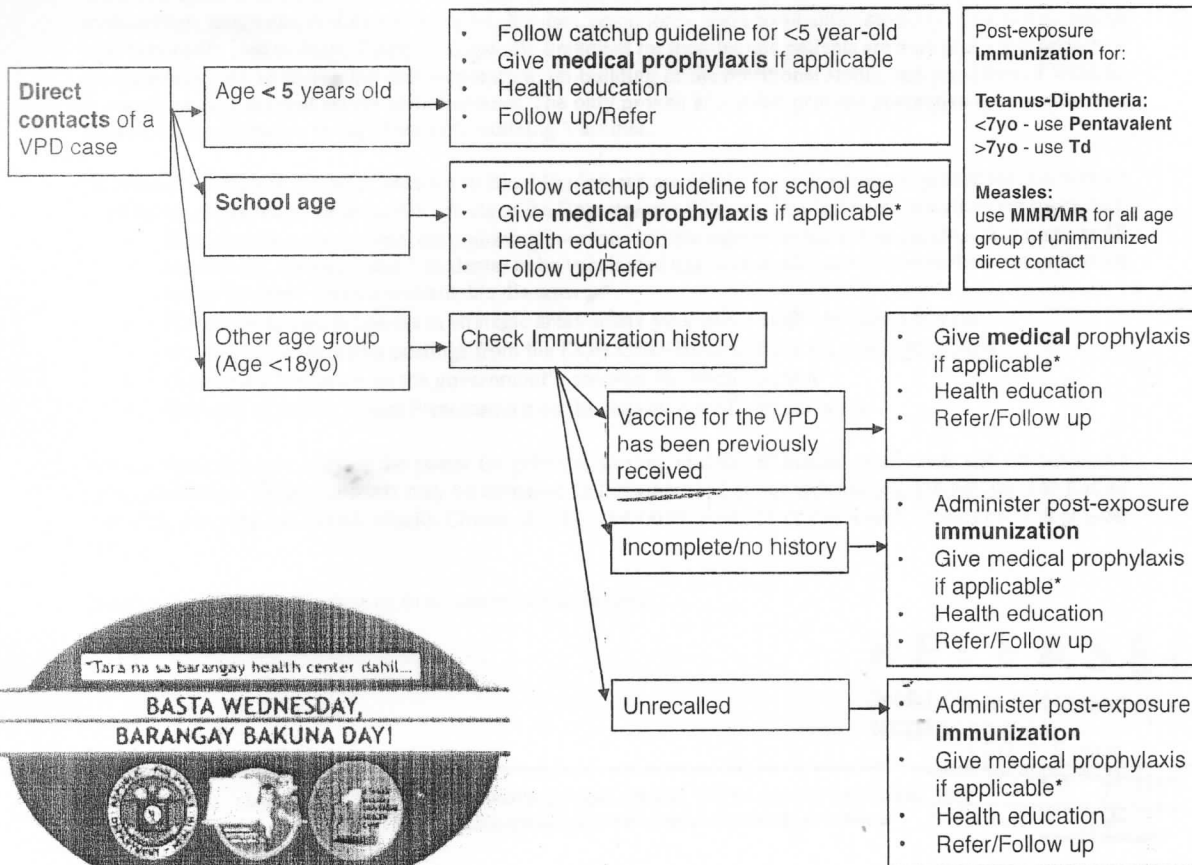 Direct
contacts of a
VPD case
Age < 5 years old
• Follow catchup guideline for <5 year-old
• Give medical prophylaxis if applicable
• Health education
• Follow up/Refer
School age
• Follow catchup guideline for school age
• Give medical prophylaxis if applicable*
• Health education
• Follow up/Refer
Post-exposure
immunization for:
Tetanus-Diphtheria:
<7yo - use Pentavalent
>7yo - use Td
Measles:
use MMR/MR for all age
group of unimmunized
direct contact
Other age group
(Age <18yo)
Check Immunization history
Vaccine for the VPD
has been previously
received
• Give medical prophylaxis
if applicable*
• Health education
• Refer/Follow up
Incomplete/no history
• Administer post-exposure
immunization
• Give medical prophylaxis
if applicable*
• Health education
• Refer/Follow up
Unrecalled
• Administer post-exposure
immunization
• Give medical prophylaxis
if applicable*
• Health education
• Refer/Follow up
"Tara na sa barangay health center dahil....
BASTA WEDNESDAY,
BARANGAY BAKUNA DAY!